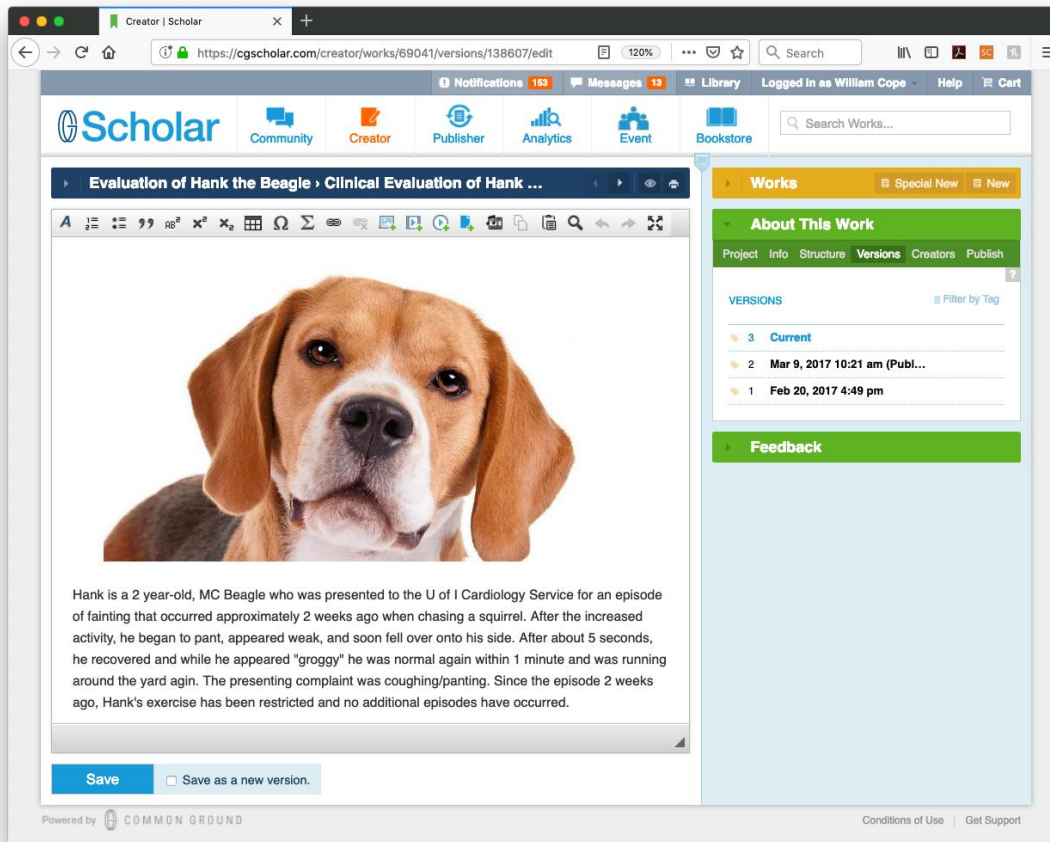 Creator | Scholar
https://cgscholar.com/creator/works/69041/versions/138607/edit
120%
Search
Notifications 153 Messages 13 Library Logged in as William Cope Help Cart
Scholar
Community Creator Publisher Analytics Event Bookstore
Search Works...
Evaluation of Hank the Beagle › Clinical Evaluation of Hank ...
Works Special New New
About This Work
Project Info Structure Versions Creators Publish
?
VERSIONS Filter by Tag
3 Current
2 Mar 9, 2017 10:21 am (Publ...
1 Feb 20, 2017 4:49 pm
Feedback
Hank is a 2 year-old, MC Beagle who was presented to the U of I Cardiology Service for an episode
of fainting that occurred approximately 2 weeks ago when chasing a squirrel. After the increased
activity, he began to pant, appeared weak, and soon fell over onto his side. After about 5 seconds,
he recovered and while he appeared "groggy" he was normal again within 1 minute and was running
around the yard agin. The presenting complaint was coughing/panting. Since the episode 2 weeks
ago, Hank's exercise has been restricted and no additional episodes have occurred.
Save Save as a new version.
Powered by COMMON GROUND
Conditions of Use | Get Support